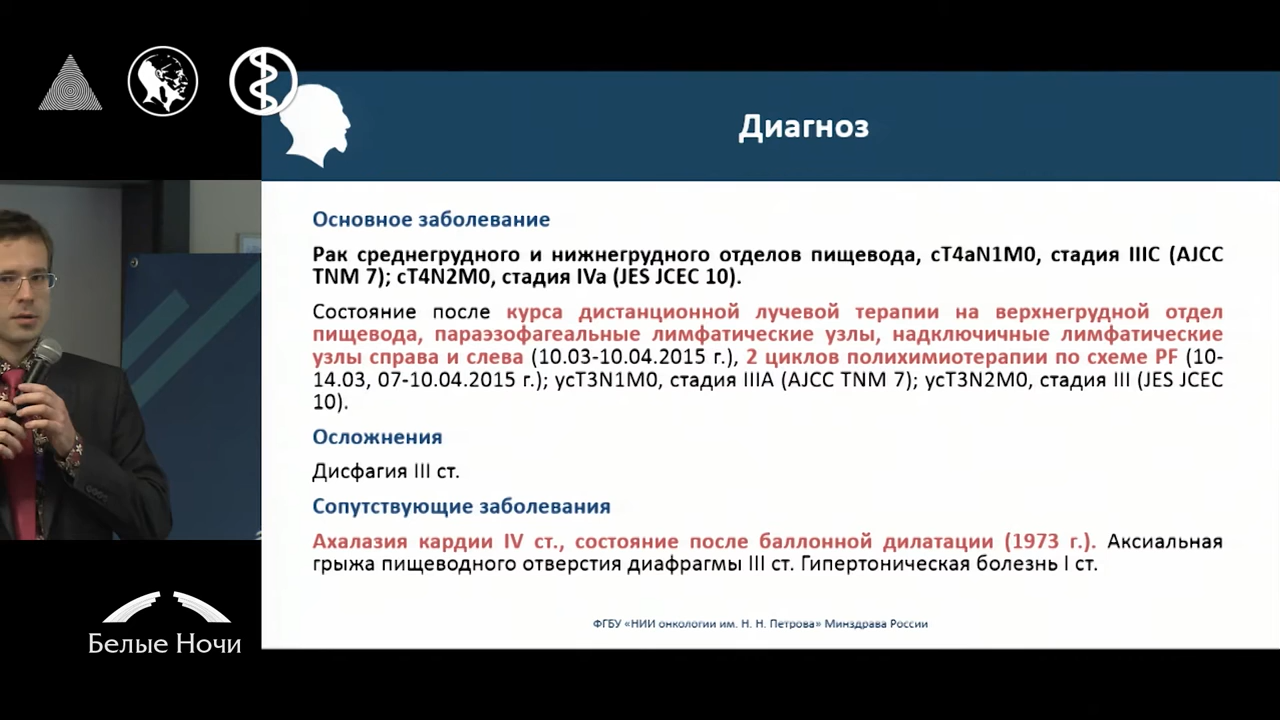 Диагноз
Основное заболевание
Рак среднегрудного и нижнегрудного отделов пищевода, cT4aN1M0, стадия IIIC (AJCC
TNM 7); cT4N2M0, стадия IVa (JES JCEC 10).
Состояние после курса дистанционной лучевой терапии на верхнегрудной отдел
пищевода, параэзофагеальные лимфатические узлы, надключичные лимфатические
узлы справа и слева (10.03-10.04.2015 г.), 2 циклов полихимиотерапии по схеме PF (10-
14.03, 07-10.04.2015 г.); ycT3N1M0, стадия IIIA (AJCC TNM 7); ycT3N2M0, стадия III (JES JCEC
10).
Осложнения
Дисфагия III ст.
Сопутствующие заболевания
Ахалазия кардии IV ст., состояние после баллонной дилатации (1973 г.). Аксиальная
грыжа пищеводного отверстия диафрагмы III ст. Гипертоническая болезнь I ст.
ФГБУ «НИИ онкологии им. Н. Н. Петрова» Минздрава России
Белые Ночи